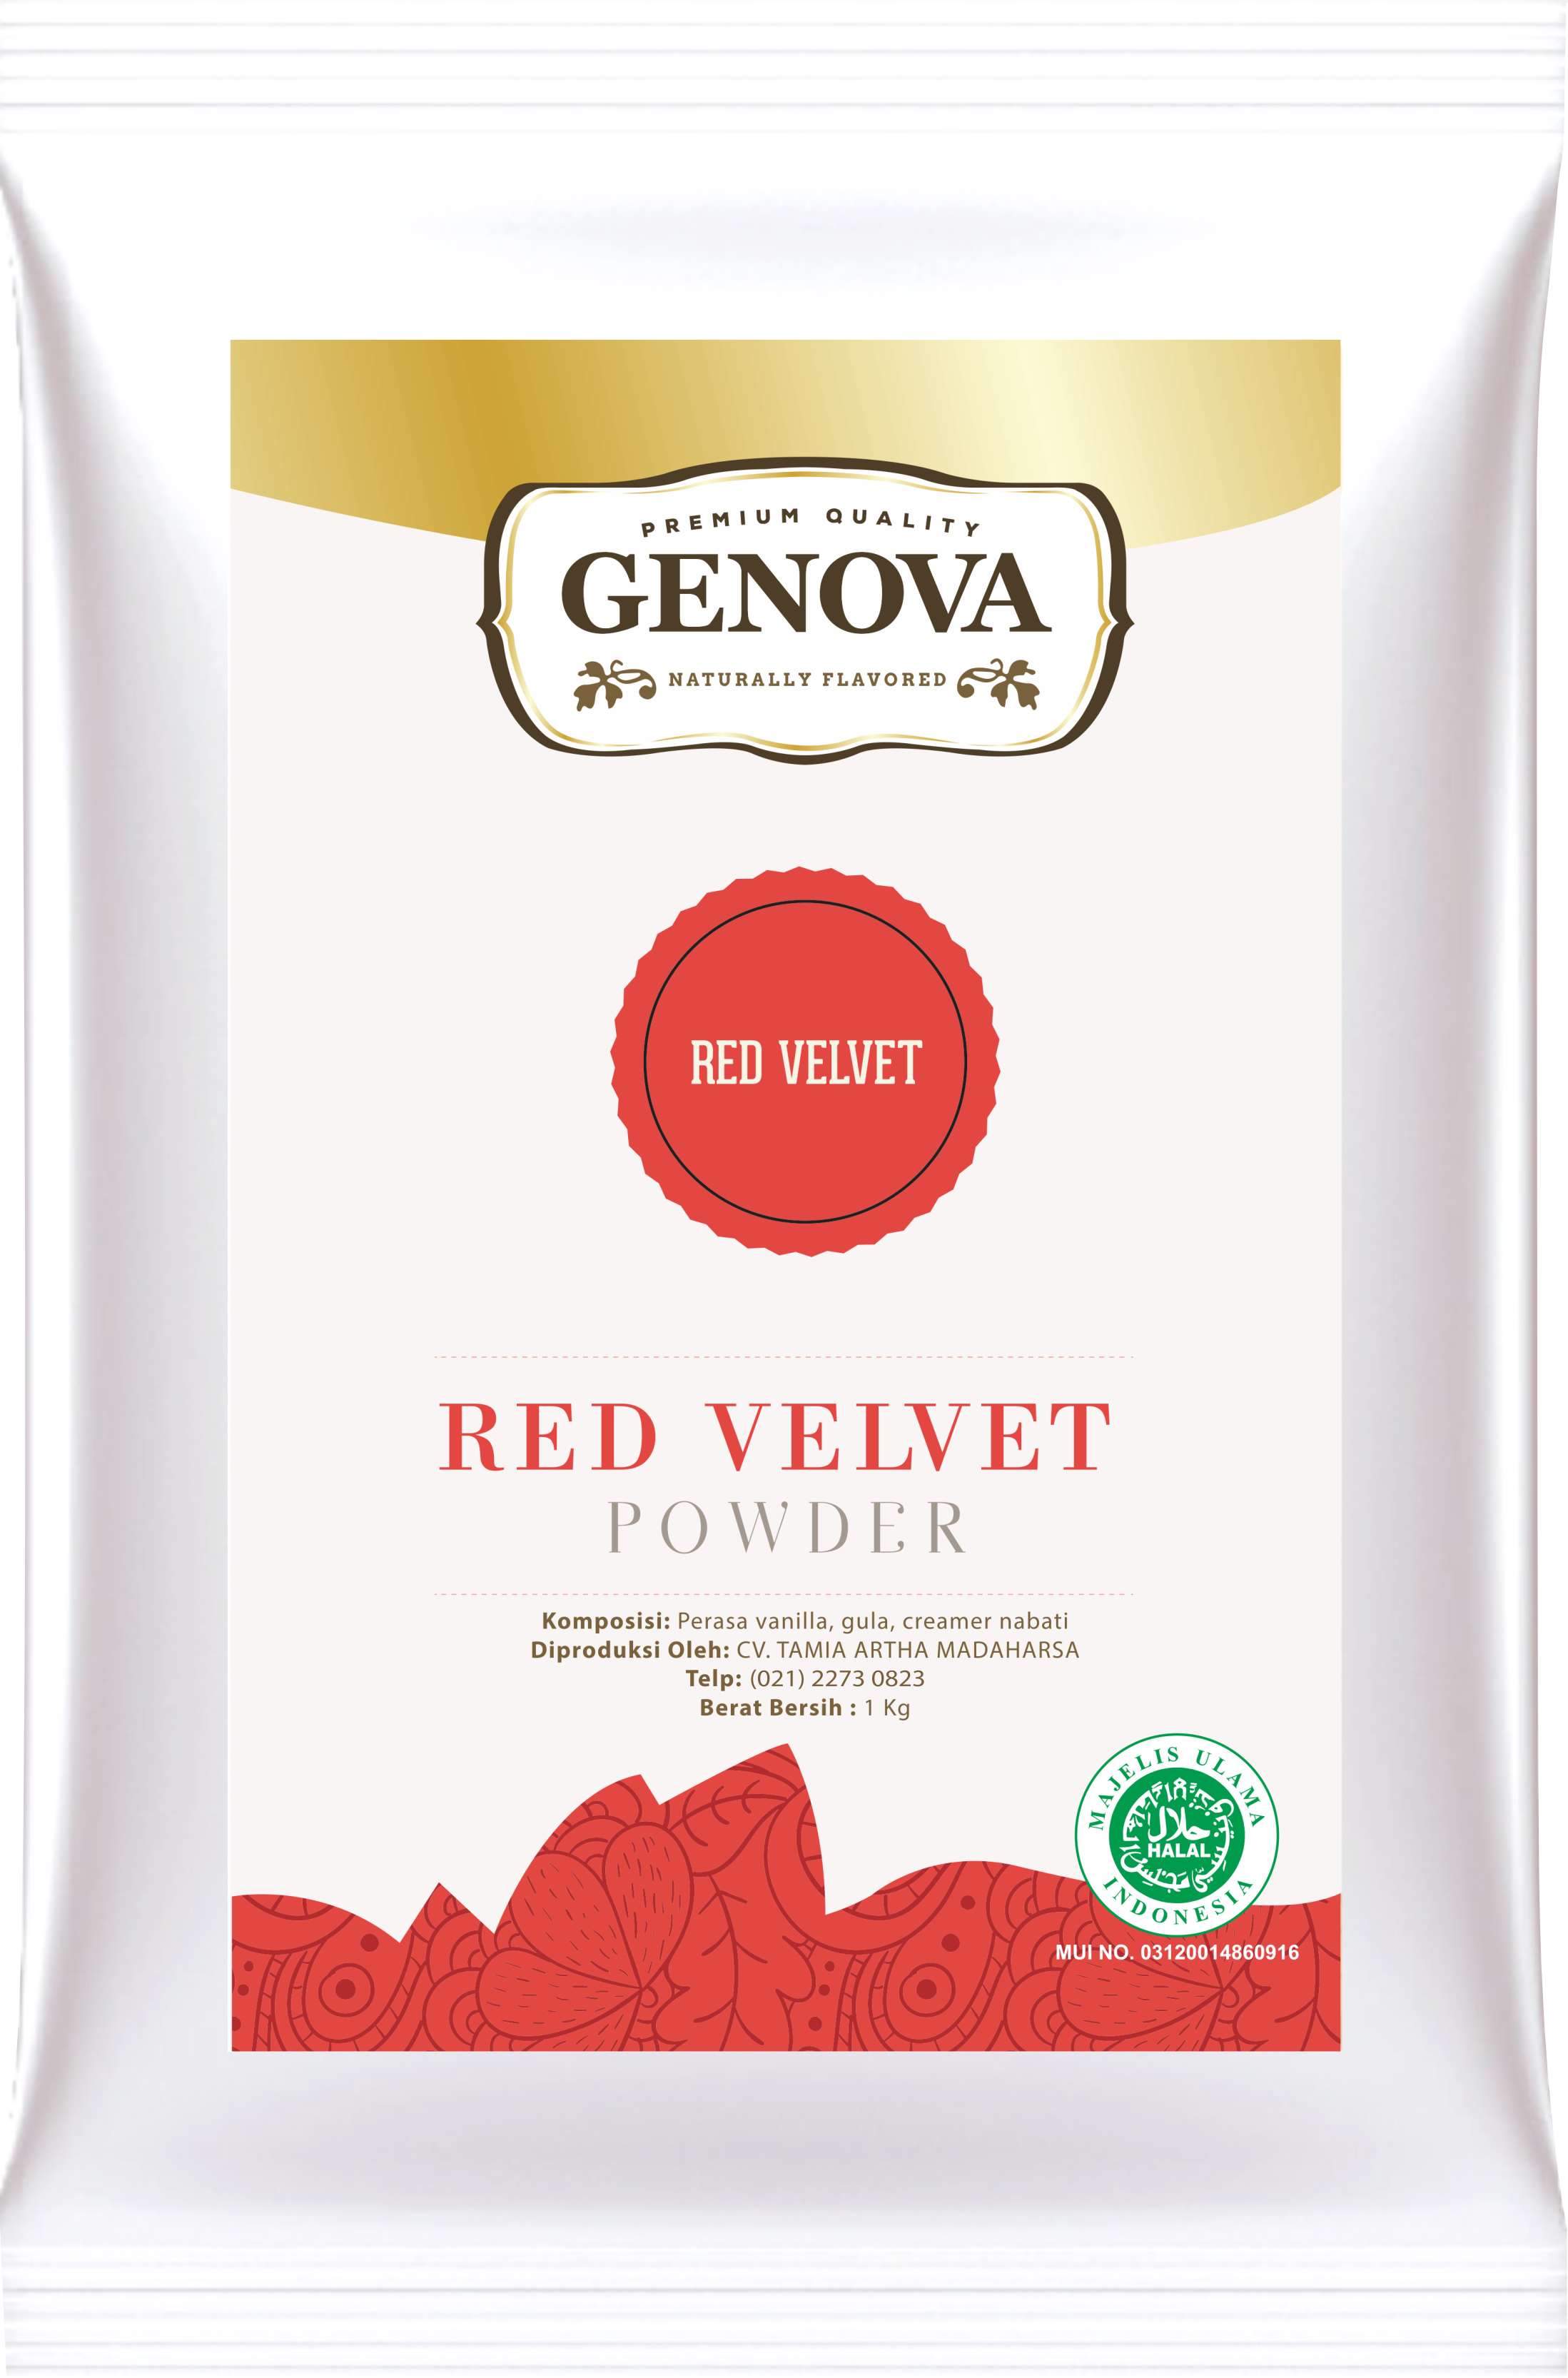 PREMIUM QUALITY
GENOVA
NATURALLY FLAVORED
RED VELVET
RED VELVET
POWDER
Komposisi: Perasa vanilla, gula, creamer nabati
Diproduksi Oleh: CV. TAMIA ARTHA MADAHARSA
Telp: (021) 2273 0823
Berat Bersih : 1 Kg
MAJELIS ULAMA
حلال
HALAL
INDONESIA
MUI NO. 03120014860916